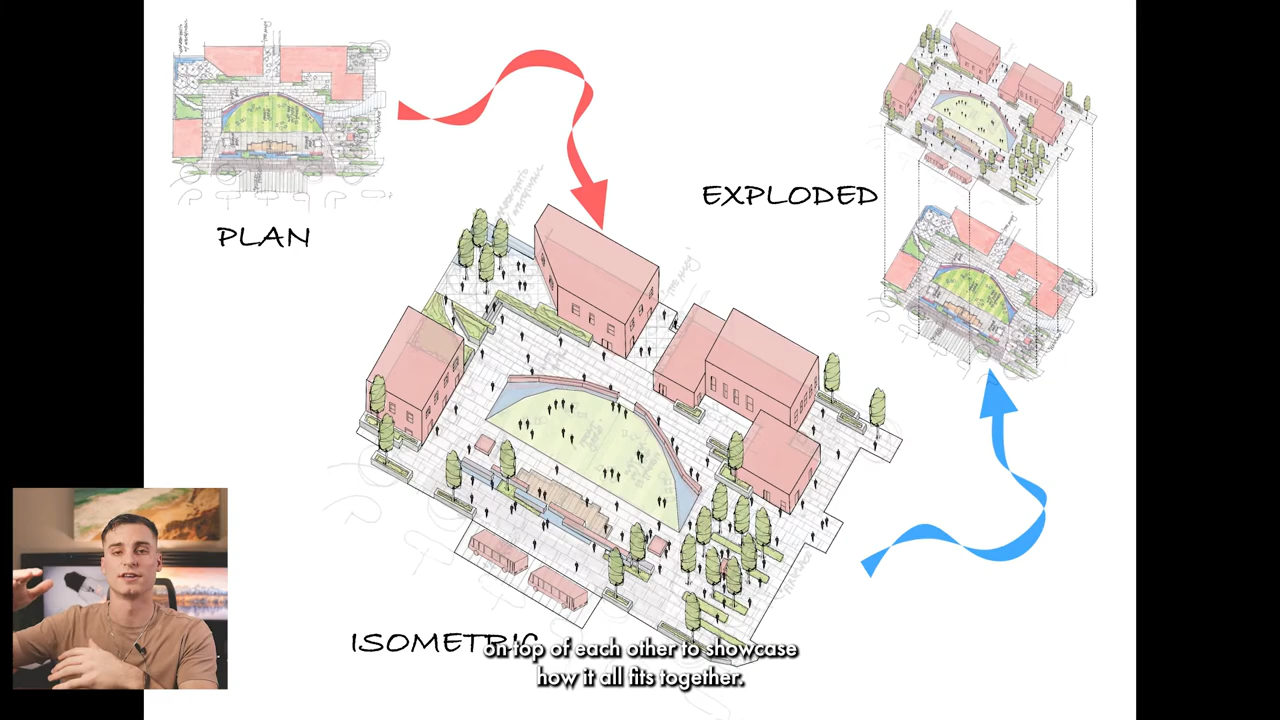 PLAN
EXPLODED
ISOMETRIC
on top of each other to showcase
how it all fits together.